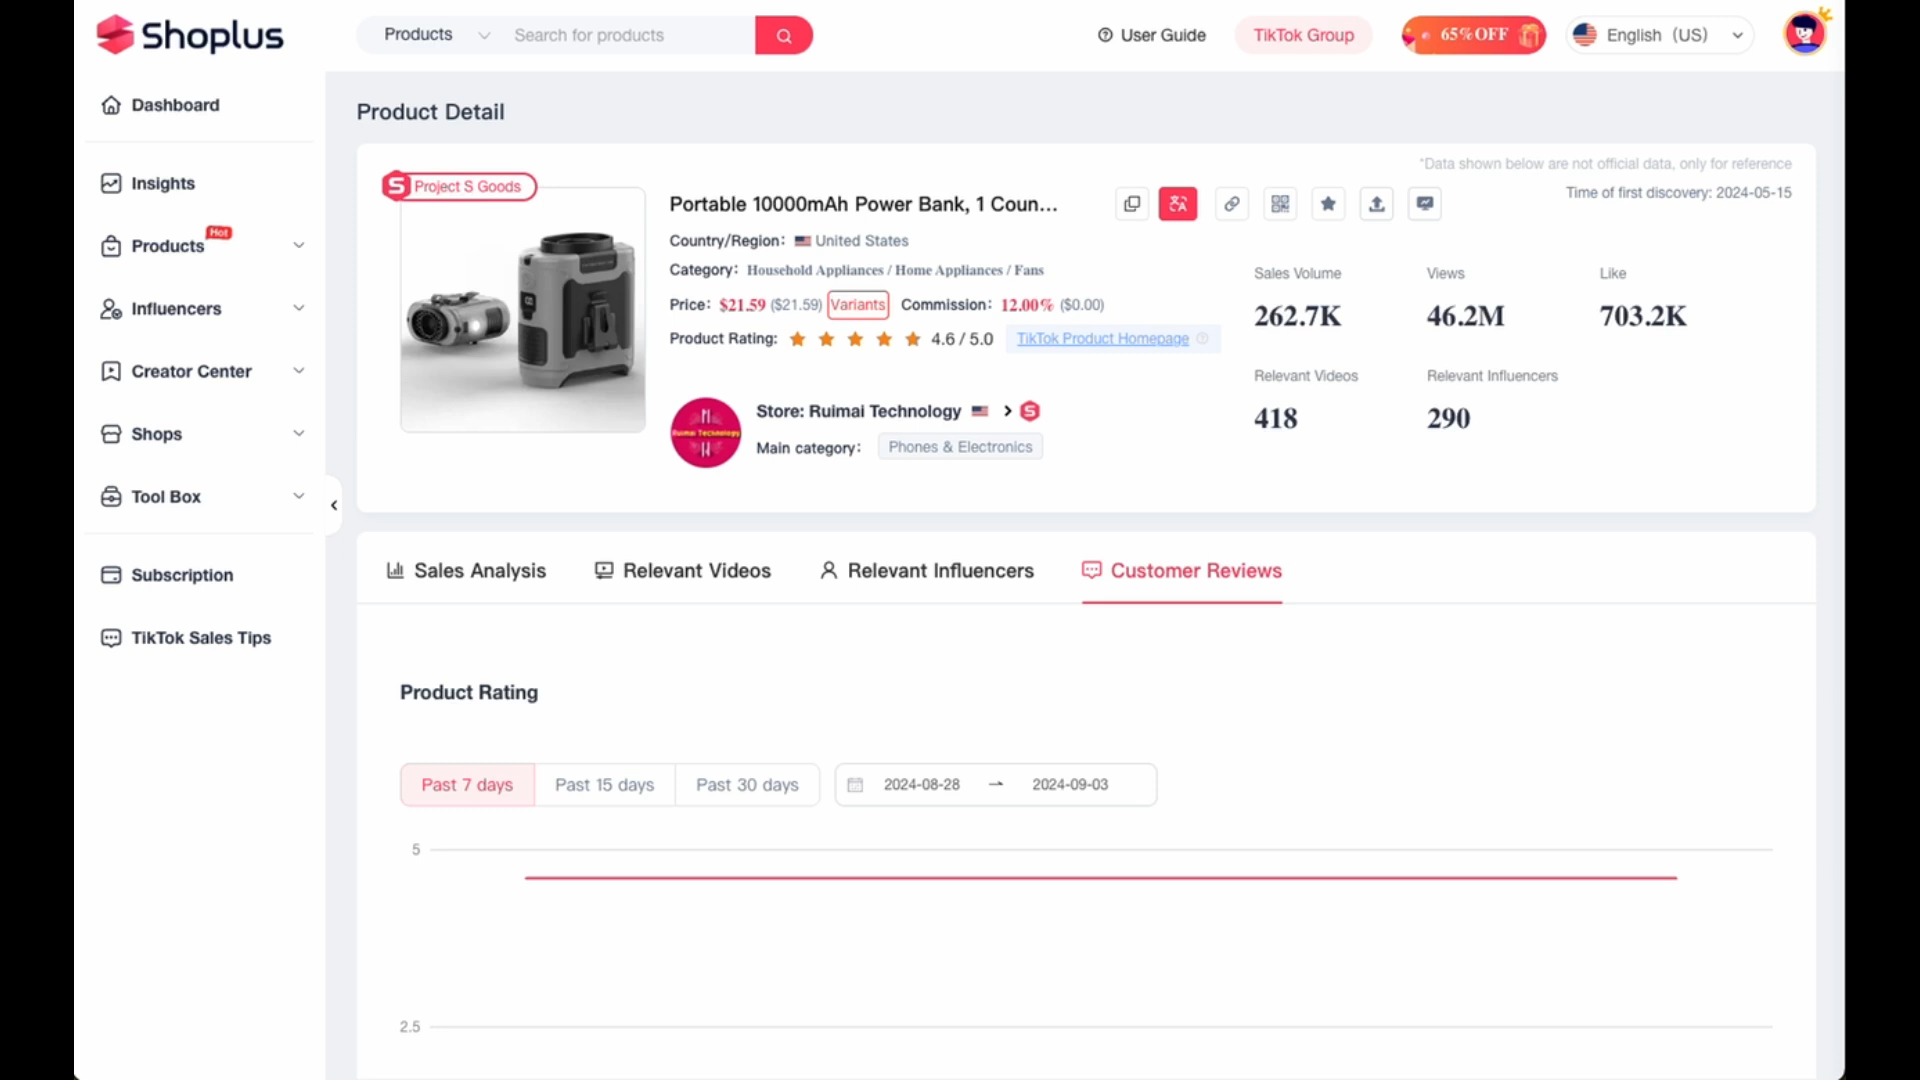 Shoplus
Products
Search for products
User Guide
TikTok Group
65%OFF
English (US)
Dashboard
Insights
Products
Hot
Influencers
Creator Center
Shops
Tool Box
Subscription
TikTok Sales Tips
Product Detail
*Data shown below are not official data, only for reference
Time of first discovery: 2024-05-15
S Project S Goods
Portable 10000mAh Power Bank, 1 Coun...
Country/Region: United States
Category: Household Appliances / Home Appliances / Fans
Price: $21.59 ($21.59) Variants Commission: 12.00% ($0.00)
Product Rating: 4.6 / 5.0 TikTok Product Homepage
Ruimai Technology
Store: Ruimai Technology > S
Main category: Phones & Electronics
Sales Volume
262.7K
Views
46.2M
Like
703.2K
Relevant Videos
418
Relevant Influencers
290
Sales Analysis
Relevant Videos
Relevant Influencers
Customer Reviews
Product Rating
Past 7 days
Past 15 days
Past 30 days
2024-08-28 → 2024-09-03
5
2.5